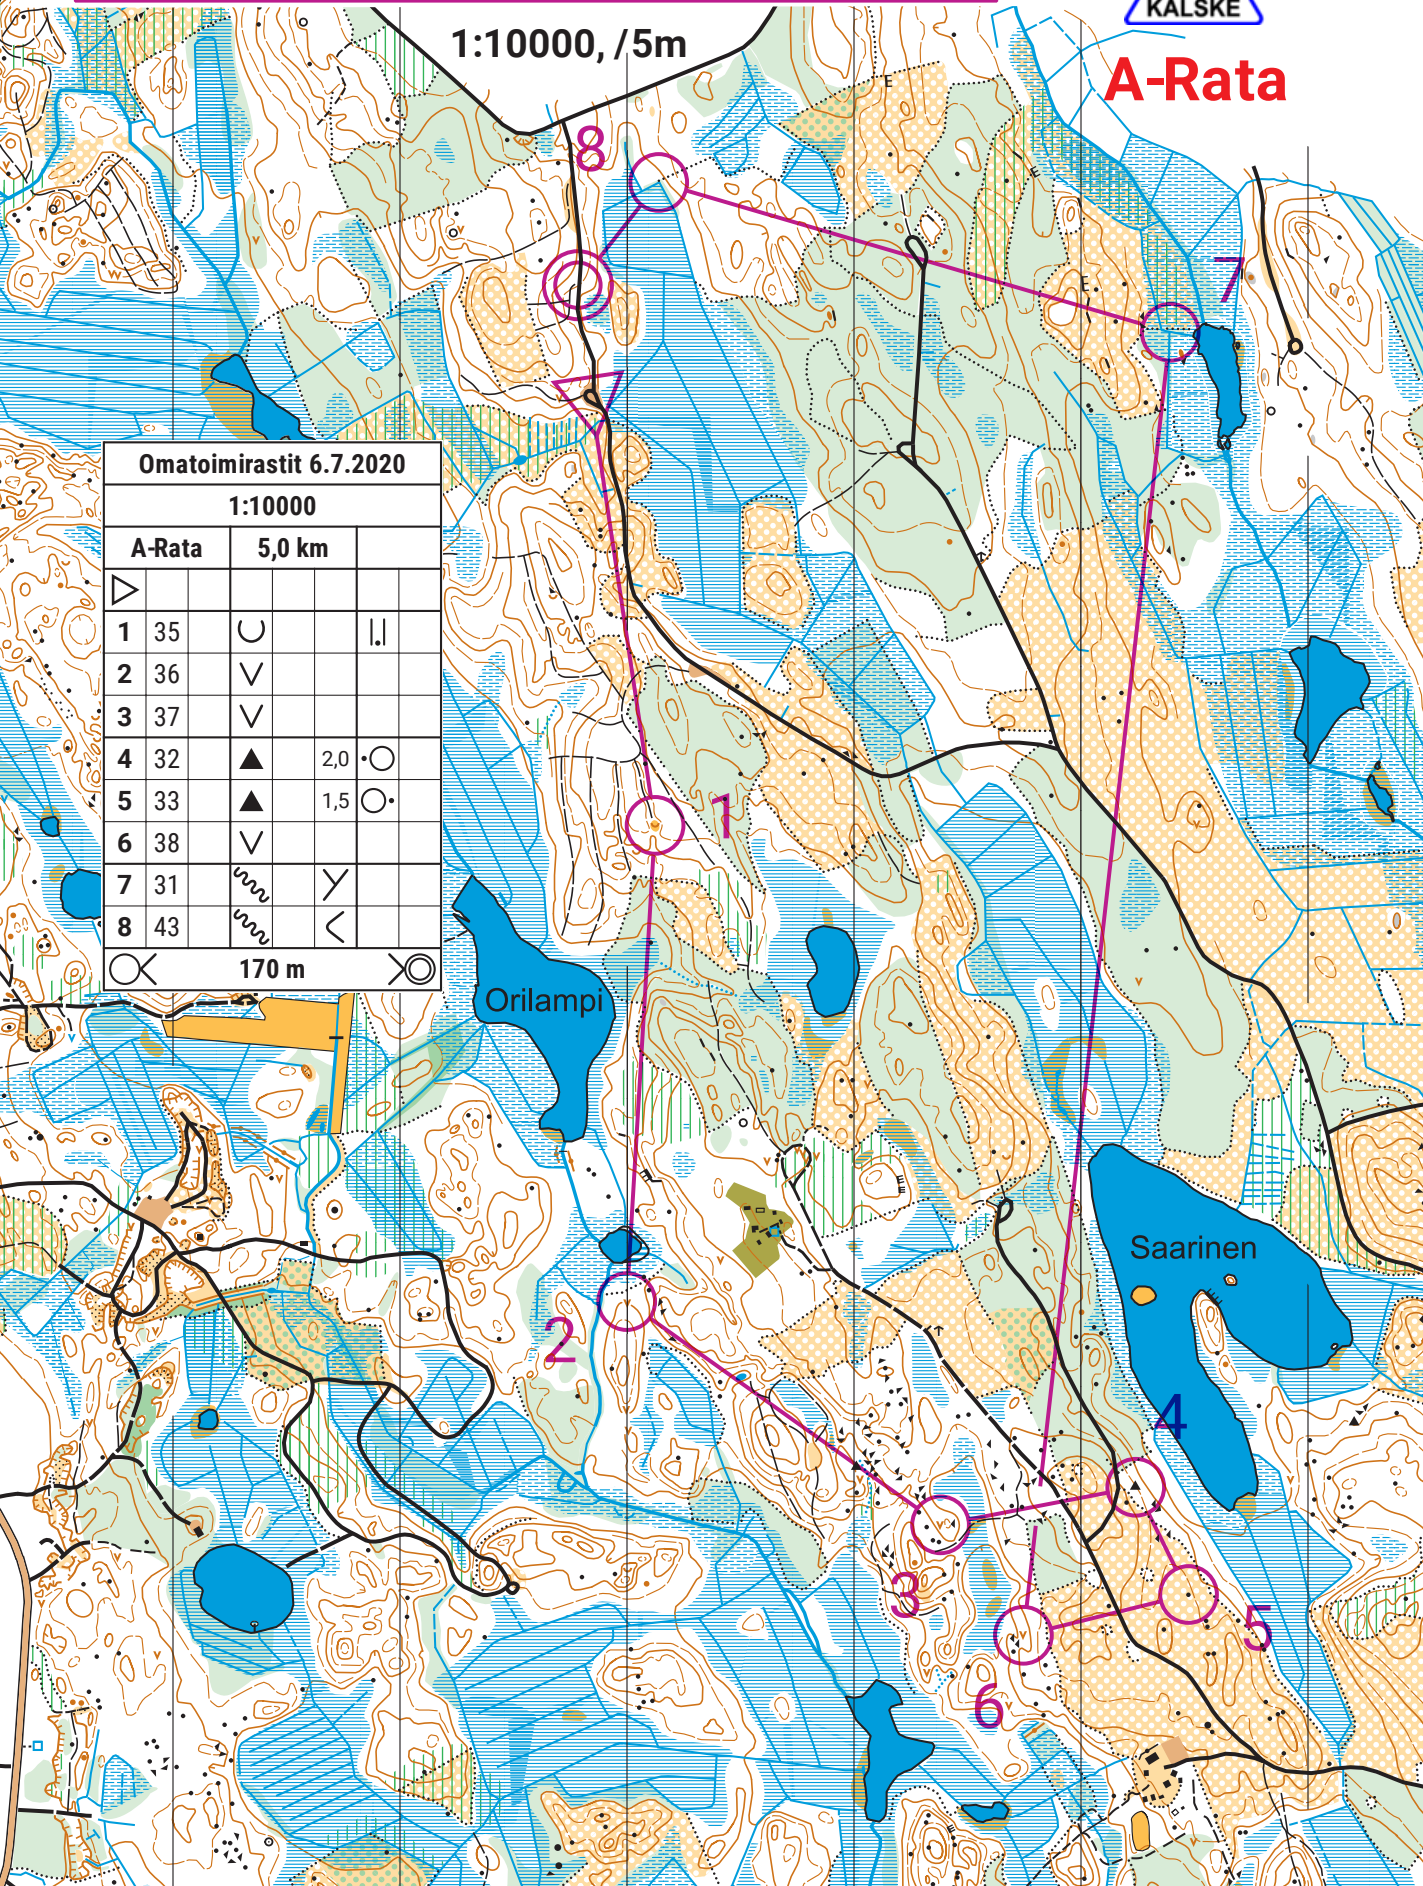 KALSKE
1:10000, /5m
A-Rata
8
7
Omatoimirastit 6.7.2020
1:10000
A-Rata 5,0 km
1 35
2 36
3 37
4 32 2,0
5 33 1,5
6 38
7 31
8 43
170 m
1
Orilampi
Saarinen
2
4
3
5
6